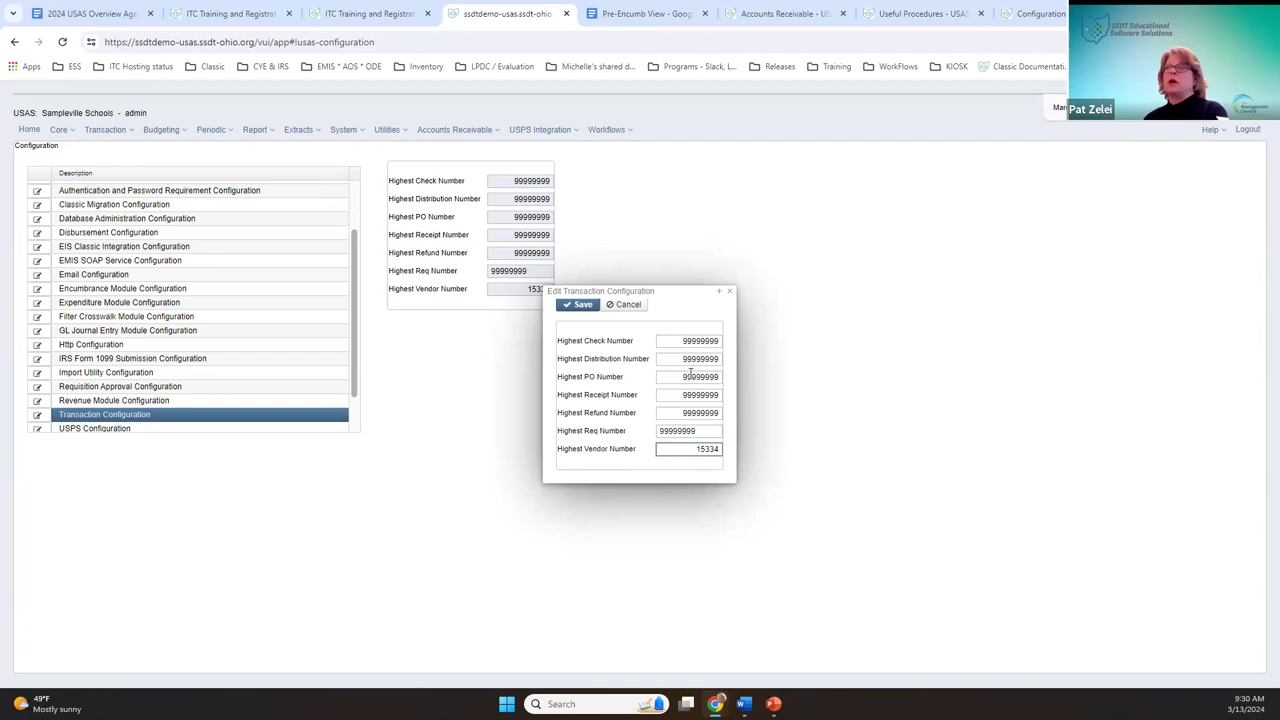 2024 USAS Overview Age
ITC Training and Registrat
ITC Training and Registrat
ssdtdemo-usas.ssdt-ohio
Pre-Encumb View - Goog
Accounts Receivable - US
Useful Procedures - USAS
Configuration
https://ssdtdemo-usas.ssdt-ohio.org/vui/app#!usas-configuration
Apps
ESS
ITC Hosting status
Classic
CYE & IRS
EMIS * AOS * ODE
Inventory
LPDC / Evaluation
Michelle's shared d...
Programs - Slack, L...
Releases
Training
WorkFlows
KIOSK
Classic Documentati...
SSDT Educational
Software Solutions
Management
Council
Pat Zelei
USAS: Sampleville Schools - admin
Home Core Transaction Budgeting Periodic Report Extracts System Utilities Accounts Receivable USPS Integration Workflows Help Logout
Configuration
Description
Authentication and Password Requirement Configuration
Classic Migration Configuration
Database Administration Configuration
Disbursement Configuration
EIS Classic Integration Configuration
EMIS SOAP Service Configuration
Email Configuration
Encumbrance Module Configuration
Expenditure Module Configuration
Filter Crosswalk Module Configuration
GL Journal Entry Module Configuration
Http Configuration
IRS Form 1099 Submission Configuration
Import Utility Configuration
Requisition Approval Configuration
Revenue Module Configuration
Transaction Configuration
USPS Configuration
Highest Check Number 99999999
Highest Distribution Number 99999999
Highest PO Number 99999999
Highest Receipt Number 99999999
Highest Refund Number 99999999
Highest Req Number 99999999
Highest Vendor Number
Edit Transaction Configuration
Save Cancel
Highest Check Number 99999999
Highest Distribution Number 99999999
Highest PO Number 99999999
Highest Receipt Number 99999999
Highest Refund Number 99999999
Highest Req Number 99999999
Highest Vendor Number 15334
49°F
Mostly sunny
Search
9:30 AM
3/13/2024